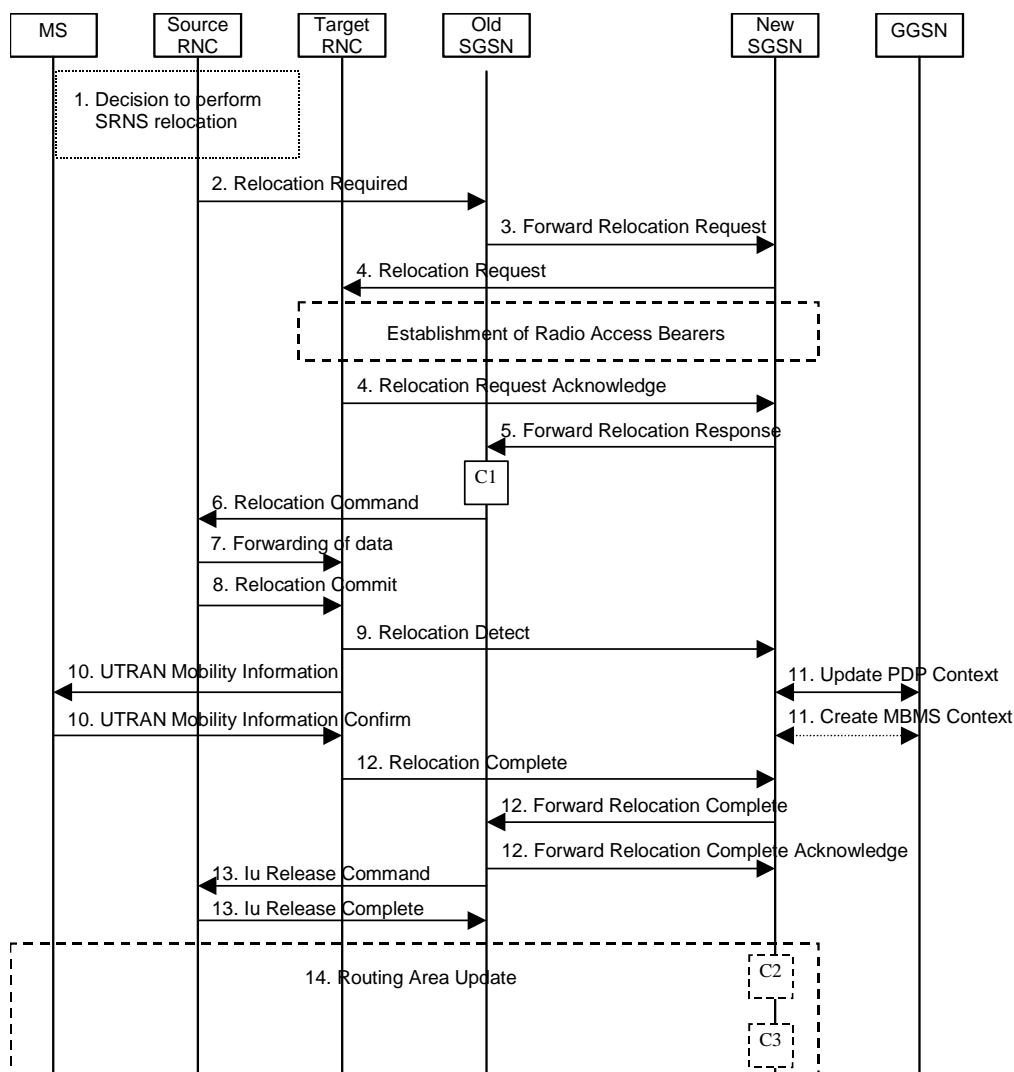 MS
Source
RNC
Target
RNC
Old
SGSN
New
SGSN
GGSN
1. Decision to perform
SRNS relocation
2. Relocation Required
3. Forward Relocation Request
4. Relocation Request
Establishment of Radio Access Bearers
4. Relocation Request Acknowledge
5. Forward Relocation Response
C1
6. Relocation Command
7. Forwarding of data
8. Relocation Commit
9. Relocation Detect
10. UTRAN Mobility Information
11. Update PDP Context
10. UTRAN Mobility Information Confirm
11. Create MBMS Context
12. Relocation Complete
12. Forward Relocation Complete
12. Forward Relocation Complete Acknowledge
13. Iu Release Command
13. Iu Release Complete
14. Routing Area Update
C2
C3